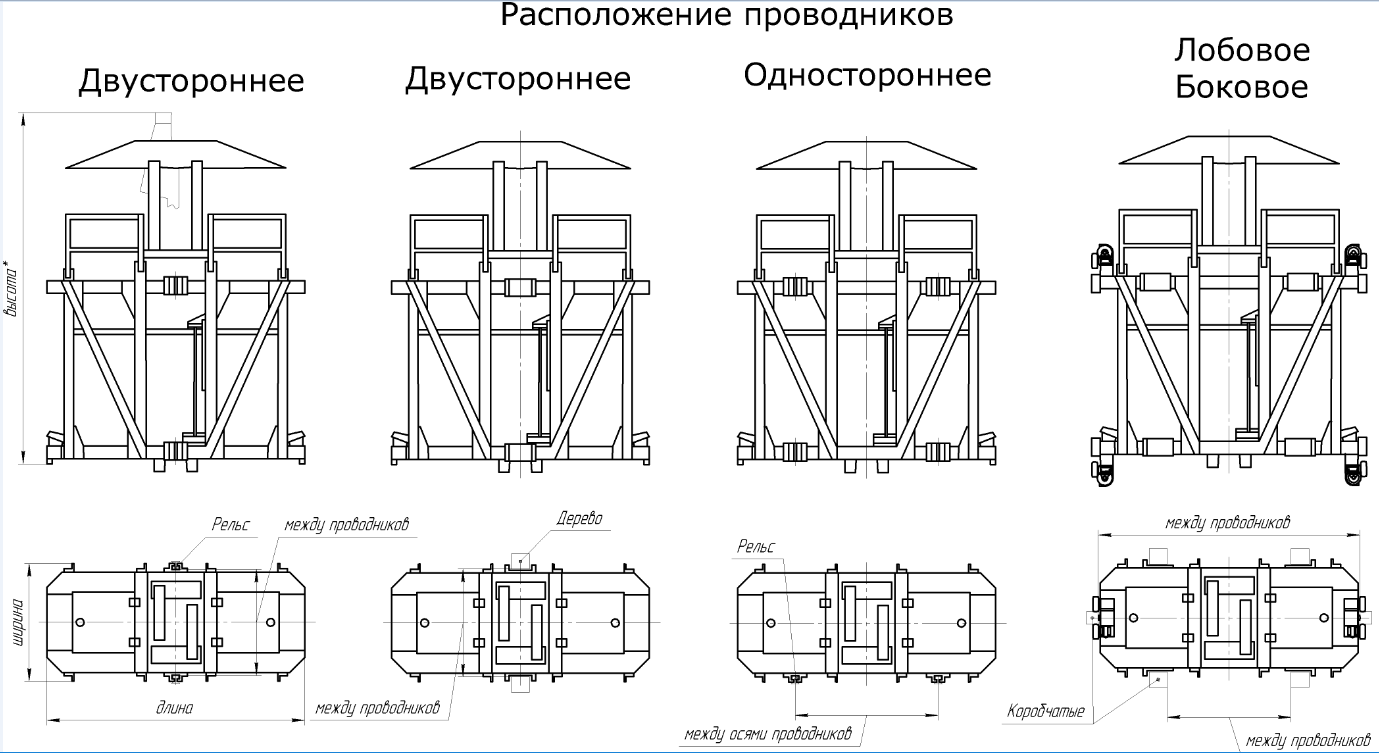 Расположение проводников
Двустороннее
Двустороннее
Одностороннее
Лобовое
Боковое
высота*
Рельс
между проводников
Дерево
Рельс
между проводников
ширина
длина
между проводников
между осями проводников
Коробчатые
между проводников